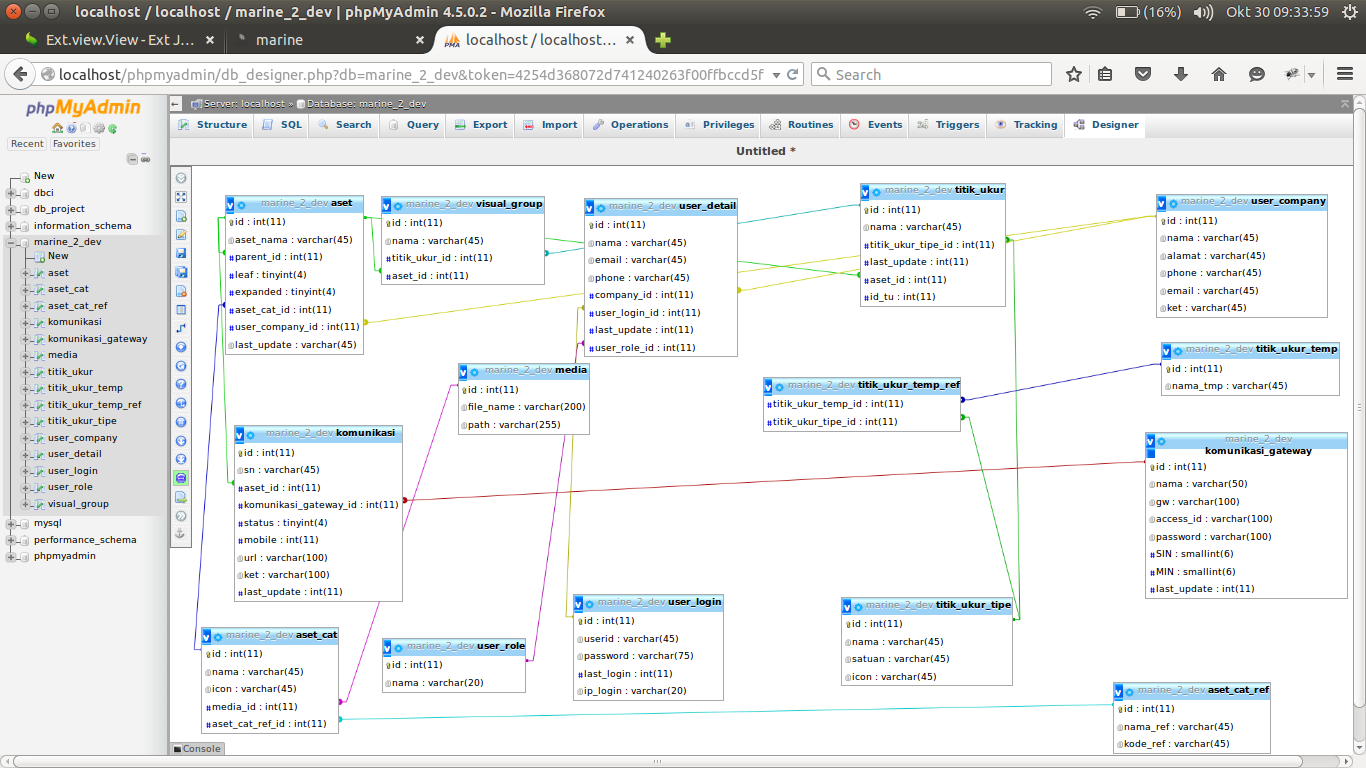 localhost / localhost / marine_2_dev | phpMyAdmin 4.5.0.2 - Mozilla Firefox
(16%)
Okt 30 09:33:59
Ext.view.View - Ext J...
marine
localhost / localhost...
localhost/phpmyadmin/db_designer.php?db=marine_2_dev&token=4254d368072d741240263f00ffbccd5f
Search
phpMyAdmin
Recent
Favorites
New
dbci
db_project
information_schema
marine_2_dev
New
aset
aset_cat
aset_cat_ref
komunikasi
komunikasi_gateway
media
titik_ukur
titik_ukur_temp
titik_ukur_temp_ref
titik_ukur_tipe
user_company
user_detail
user_login
user_role
visual_group
mysql
performance_schema
phpmyadmin
Server: localhost » Database: marine_2_dev
Structure
SQL
Search
Query
Export
Import
Operations
Privileges
Routines
Events
Triggers
Tracking
Designer
Untitled *
marine_2_dev aset
id : int(11)
aset_nama : varchar(45)
parent_id : int(11)
leaf : tinyint(4)
expanded : tinyint(4)
aset_cat_id : int(11)
user_company_id : int(11)
last_update : varchar(45)
marine_2_dev visual_group
id : int(11)
nama : varchar(45)
titik_ukur_id : int(11)
aset_id : int(11)
marine_2_dev user_detail
id : int(11)
nama : varchar(45)
email : varchar(45)
phone : varchar(45)
company_id : int(11)
user_login_id : int(11)
last_update : int(11)
user_role_id : int(11)
marine_2_dev titik_ukur
id : int(11)
nama : varchar(45)
titik_ukur_tipe_id : int(11)
last_update : int(11)
aset_id : int(11)
id_tu : int(11)
marine_2_dev user_company
id : int(11)
nama : varchar(45)
alamat : varchar(45)
phone : varchar(45)
email : varchar(45)
ket : varchar(45)
marine_2_dev titik_ukur_temp
id : int(11)
nama_tmp : varchar(45)
marine_2_dev media
id : int(11)
file_name : varchar(200)
path : varchar(255)
marine_2_dev titik_ukur_temp_ref
titik_ukur_temp_id : int(11)
titik_ukur_tipe_id : int(11)
marine_2_dev komunikasi
id : int(11)
sn : varchar(45)
aset_id : int(11)
komunikasi_gateway_id : int(11)
status : tinyint(4)
mobile : int(11)
url : varchar(100)
ket : varchar(100)
last_update : int(11)
marine_2_dev
komunikasi_gateway
id : int(11)
nama : varchar(50)
gw : varchar(100)
access_id : varchar(100)
password : varchar(100)
SIN : smallint(6)
MIN : smallint(6)
last_update : int(11)
marine_2_dev aset_cat
id : int(11)
nama : varchar(45)
icon : varchar(45)
media_id : int(11)
aset_cat_ref_id : int(11)
marine_2_dev user_role
id : int(11)
nama : varchar(20)
marine_2_dev user_login
id : int(11)
userid : varchar(45)
password : varchar(75)
last_login : int(11)
ip_login : varchar(20)
marine_2_dev titik_ukur_tipe
id : int(11)
nama : varchar(45)
satuan : varchar(45)
icon : varchar(45)
marine_2_dev aset_cat_ref
id : int(11)
nama_ref : varchar(45)
kode_ref : varchar(45)
Console